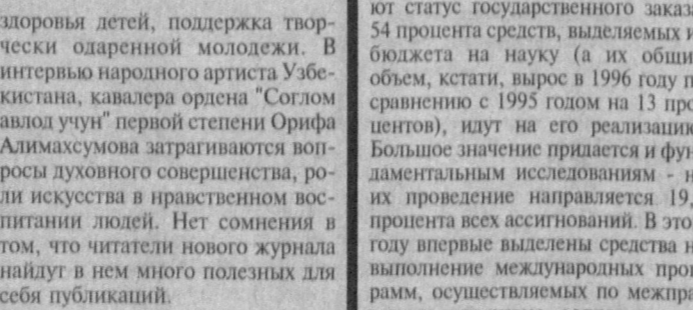 здоровья детей, поддержка твор-
чески одаренной молодежи. В
интервью народного артиста Узбе-
кистана, кавалера ордена "Соглом
авлод учун" первой степени Орифа
Алимахсумова затрагиваются воп-
росы духовного совершенства, ро-
ли искусства в нравственном вос-
питании людей. Нет сомнения в
том, что читатели нового журнала
найдут в нем много полезных для
себя публикаций.
ют статус государственного заказа
54 процента средств, выделяемых и
бюджета на науку (а их общи
объем, кстати, вырос в 1996 году п
сравнению с 1995 годом на 13 про
центов), идут на его реализацию
Большое значение придается и фун
даментальным исследованиям - н
их проведение направляется 19,
процента всех ассигнований. В это
году впервые выделены средства н
выполнение международных прог
рамм, осуществляемых по межпра